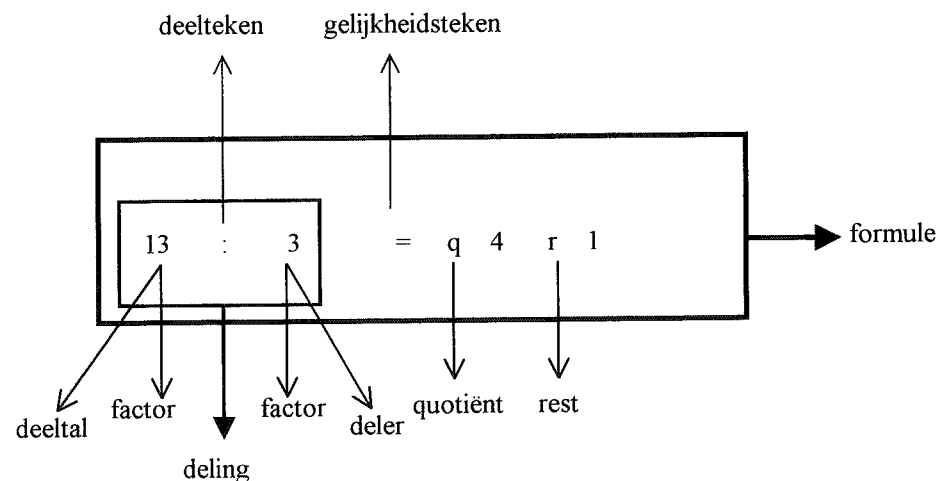 deelteken gelijkheidsteken
13 : 3 = q 4 r 1
formule
deeltal factor factor deler quotiënt rest
deling